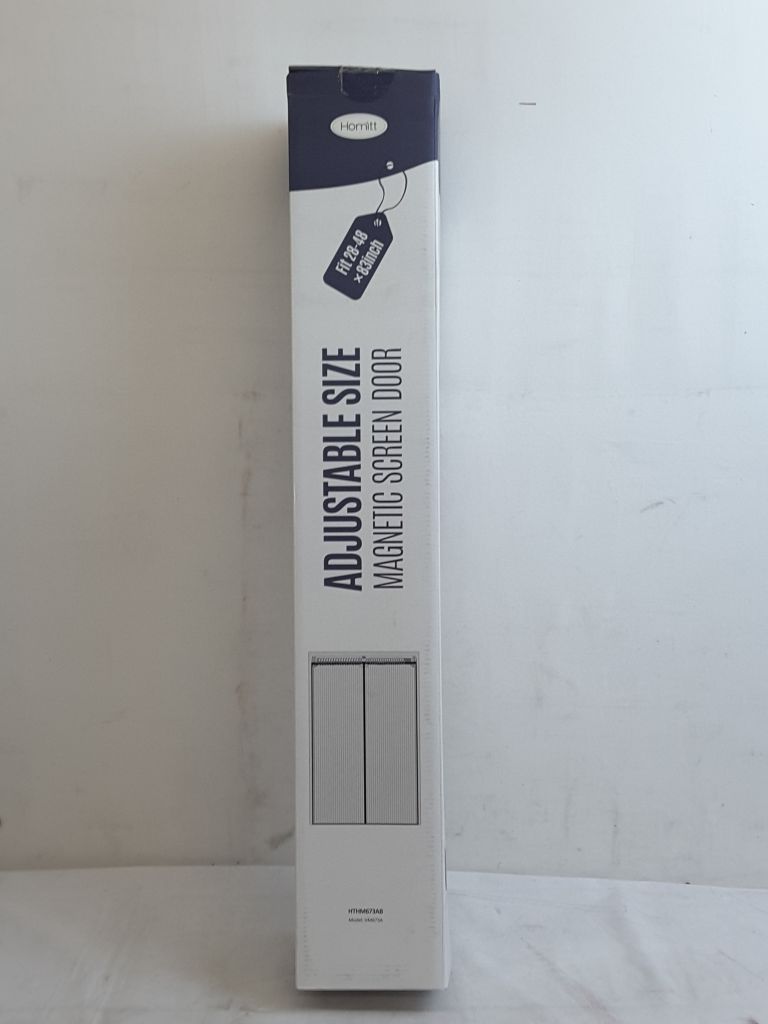 Homitt
Fit 28-48
×83inch
ADJUSTABLE SIZE
MAGNETIC SCREEN DOOR
HTHM673AB